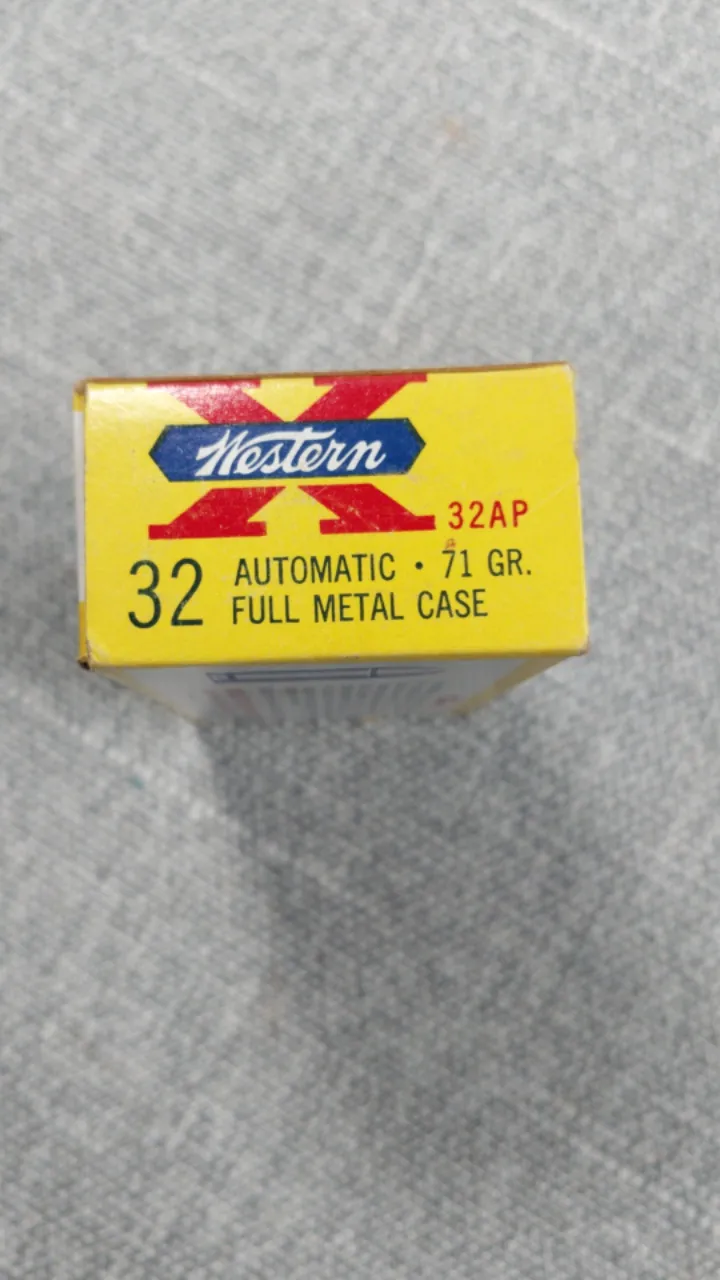 Western
32AP
32 AUTOMATIC · 71 GR.
FULL METAL CASE